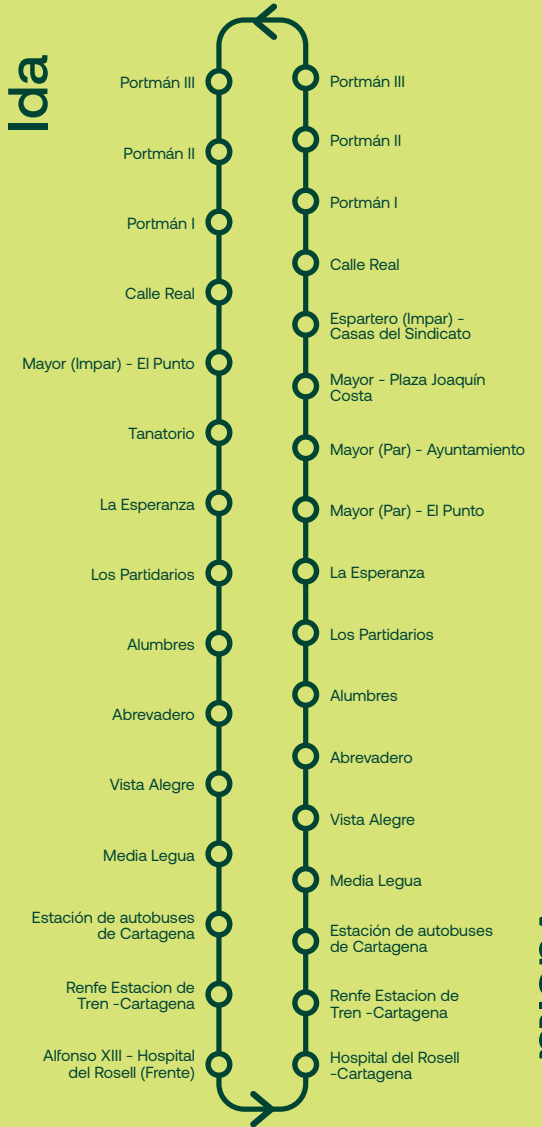 Ida
Portmán III
Portmán II
Portmán I
Calle Real
Mayor (Impar) - El Punto
Tanatorio
La Esperanza
Los Partidarios
Alumbres
Abrevadero
Vista Alegre
Media Legua
Estación de autobuses
de Cartagena
Renfe Estacion de
Tren -Cartagena
Alfonso XIII - Hospital
del Rosell (Frente)
Portmán III
Portmán II
Portmán I
Calle Real
Espartero (Impar) -
Casas del Sindicato
Mayor - Plaza Joaquín
Costa
Mayor (Par) - Ayuntamiento
Mayor (Par) - El Punto
La Esperanza
Los Partidarios
Alumbres
Abrevadero
Vista Alegre
Media Legua
Estación de autobuses
de Cartagena
Renfe Estacion de
Tren -Cartagena
Hospital del Rosell
-Cartagena